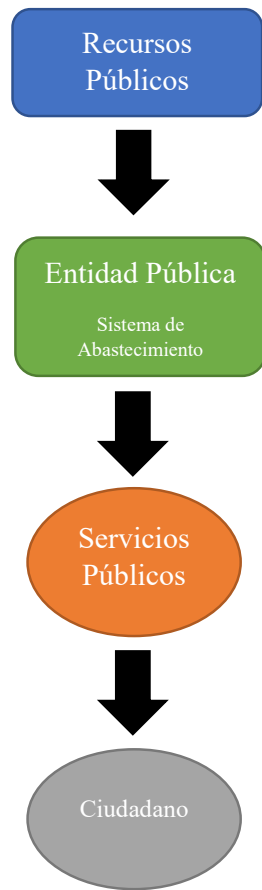 Recursos
Públicos
Entidad Pública
Sistema de
Abastecimiento
Servicios
Públicos
Ciudadano